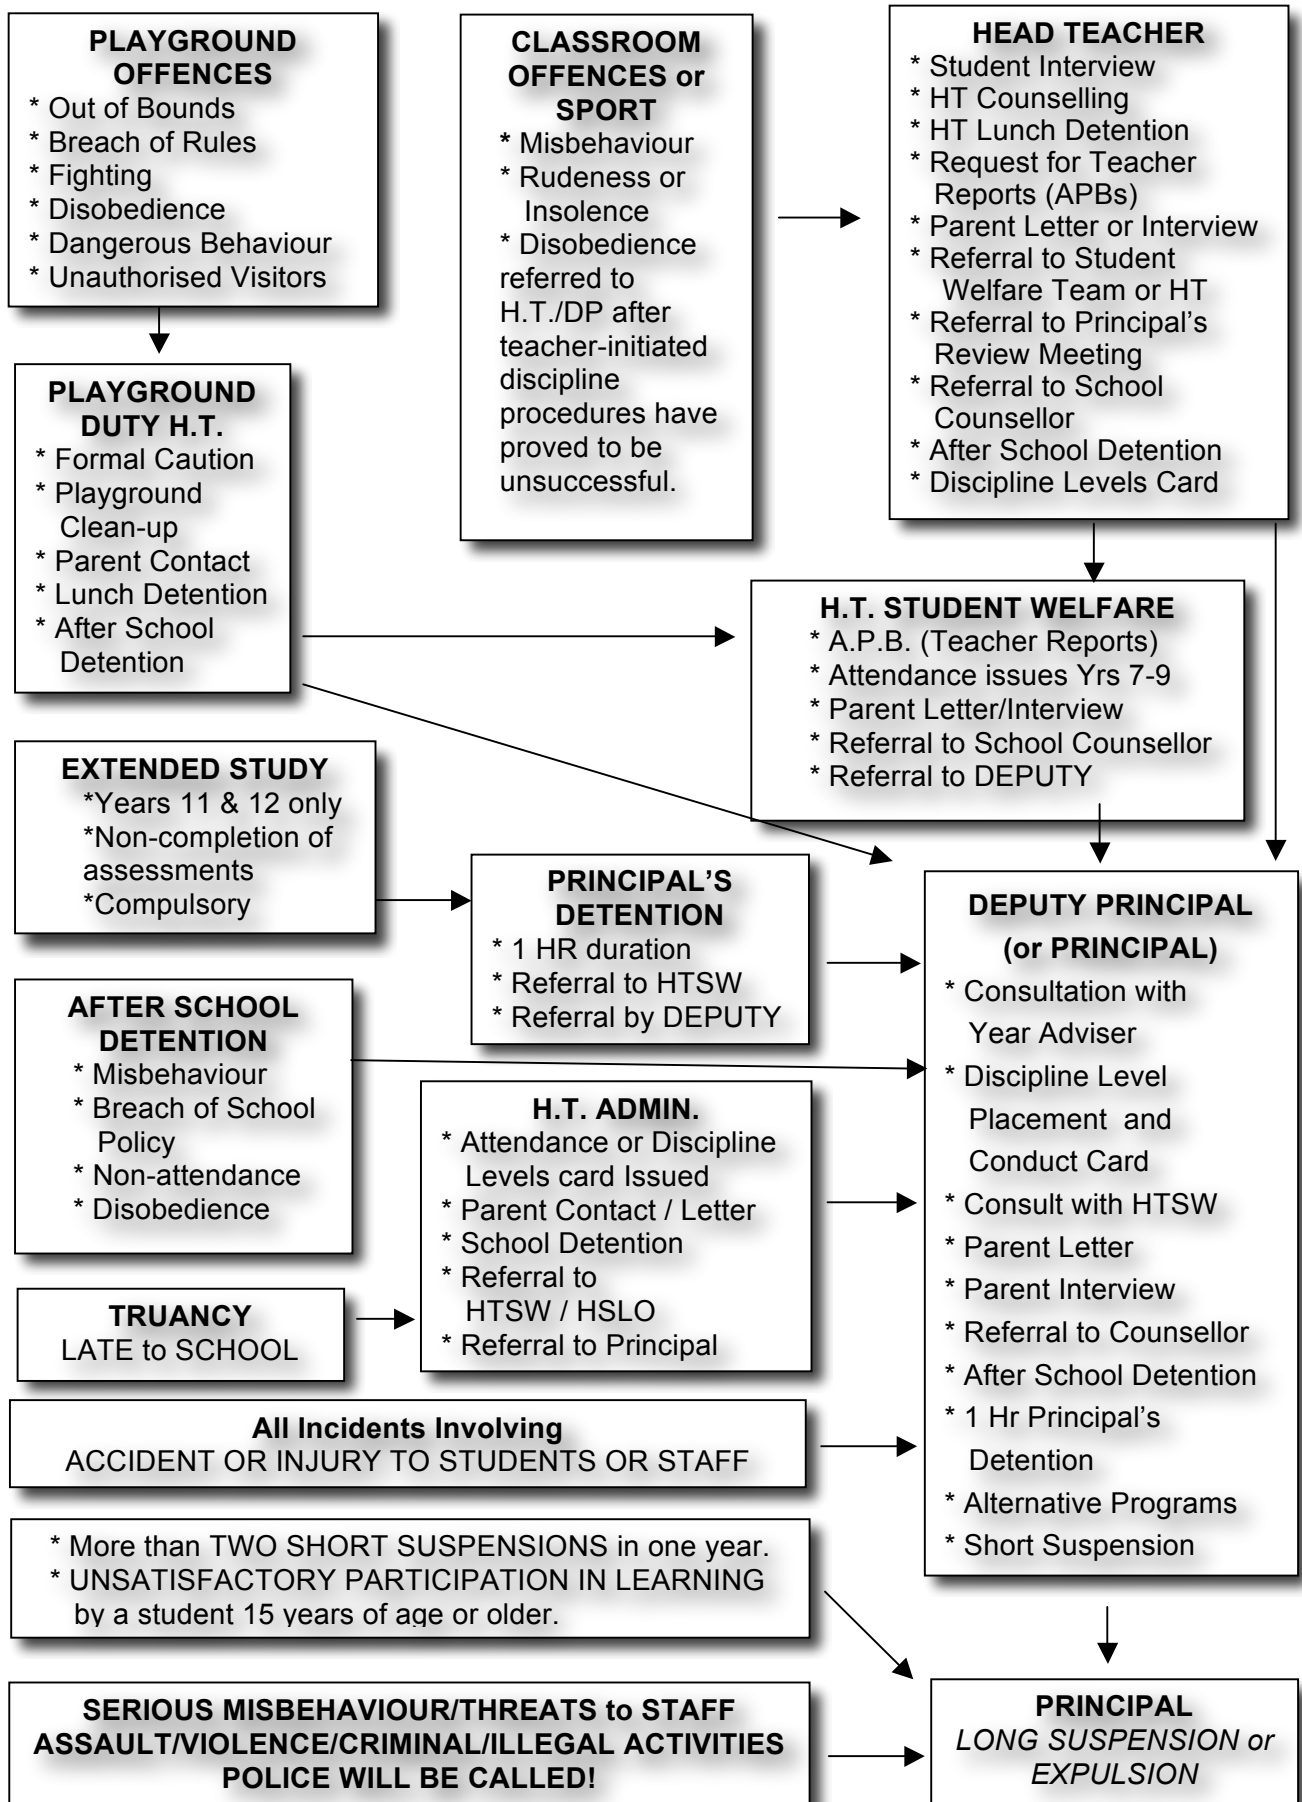 PLAYGROUND
OFFENCES
* Out of Bounds
* Breach of Rules
* Fighting
* Disobedience
* Dangerous Behaviour
* Unauthorised Visitors
CLASSROOM
OFFENCES or
SPORT
* Misbehaviour
* Rudeness or
Insolence
* Disobedience
referred to
H.T./DP after
teacher-initiated
discipline
procedures have
proved to be
unsuccessful.
HEAD TEACHER
* Student Interview
* HT Counselling
* HT Lunch Detention
* Request for Teacher
Reports (APBs)
* Parent Letter or Interview
* Referral to Student
Welfare Team or HT
* Referral to Principal’s
Review Meeting
* Referral to School
Counsellor
* After School Detention
* Discipline Levels Card
PLAYGROUND
DUTY H.T.
* Formal Caution
* Playground
Clean-up
* Parent Contact
* Lunch Detention
* After School
Detention
H.T. STUDENT WELFARE
* A.P.B. (Teacher Reports)
* Attendance issues Yrs 7-9
* Parent Letter/Interview
* Referral to School Counsellor
* Referral to DEPUTY
EXTENDED STUDY
*Years 11 & 12 only
*Non-completion of
assessments
*Compulsory
PRINCIPAL’S
DETENTION
* 1 HR duration
* Referral to HTSW
* Referral by DEPUTY
DEPUTY PRINCIPAL
(or PRINCIPAL)
* Consultation with
Year Adviser
* Discipline Level
Placement and
Conduct Card
* Consult with HTSW
* Parent Letter
* Parent Interview
* Referral to Counsellor
* After School Detention
* 1 Hr Principal’s
Detention
* Alternative Programs
* Short Suspension
AFTER SCHOOL
DETENTION
* Misbehaviour
* Breach of School
Policy
* Non-attendance
* Disobedience
H.T. ADMIN.
* Attendance or Discipline
Levels card Issued
* Parent Contact / Letter
* School Detention
* Referral to
HTSW / HSLO
* Referral to Principal
TRUANCY
LATE to SCHOOL
All Incidents Involving
ACCIDENT OR INJURY TO STUDENTS OR STAFF
* More than TWO SHORT SUSPENSIONS in one year.
* UNSATISFACTORY PARTICIPATION IN LEARNING
by a student 15 years of age or older.
SERIOUS MISBEHAVIOUR/THREATS to STAFF
ASSAULT/VIOLENCE/CRIMINAL/ILLEGAL ACTIVITIES
POLICE WILL BE CALLED!
PRINCIPAL
LONG SUSPENSION or
EXPULSION